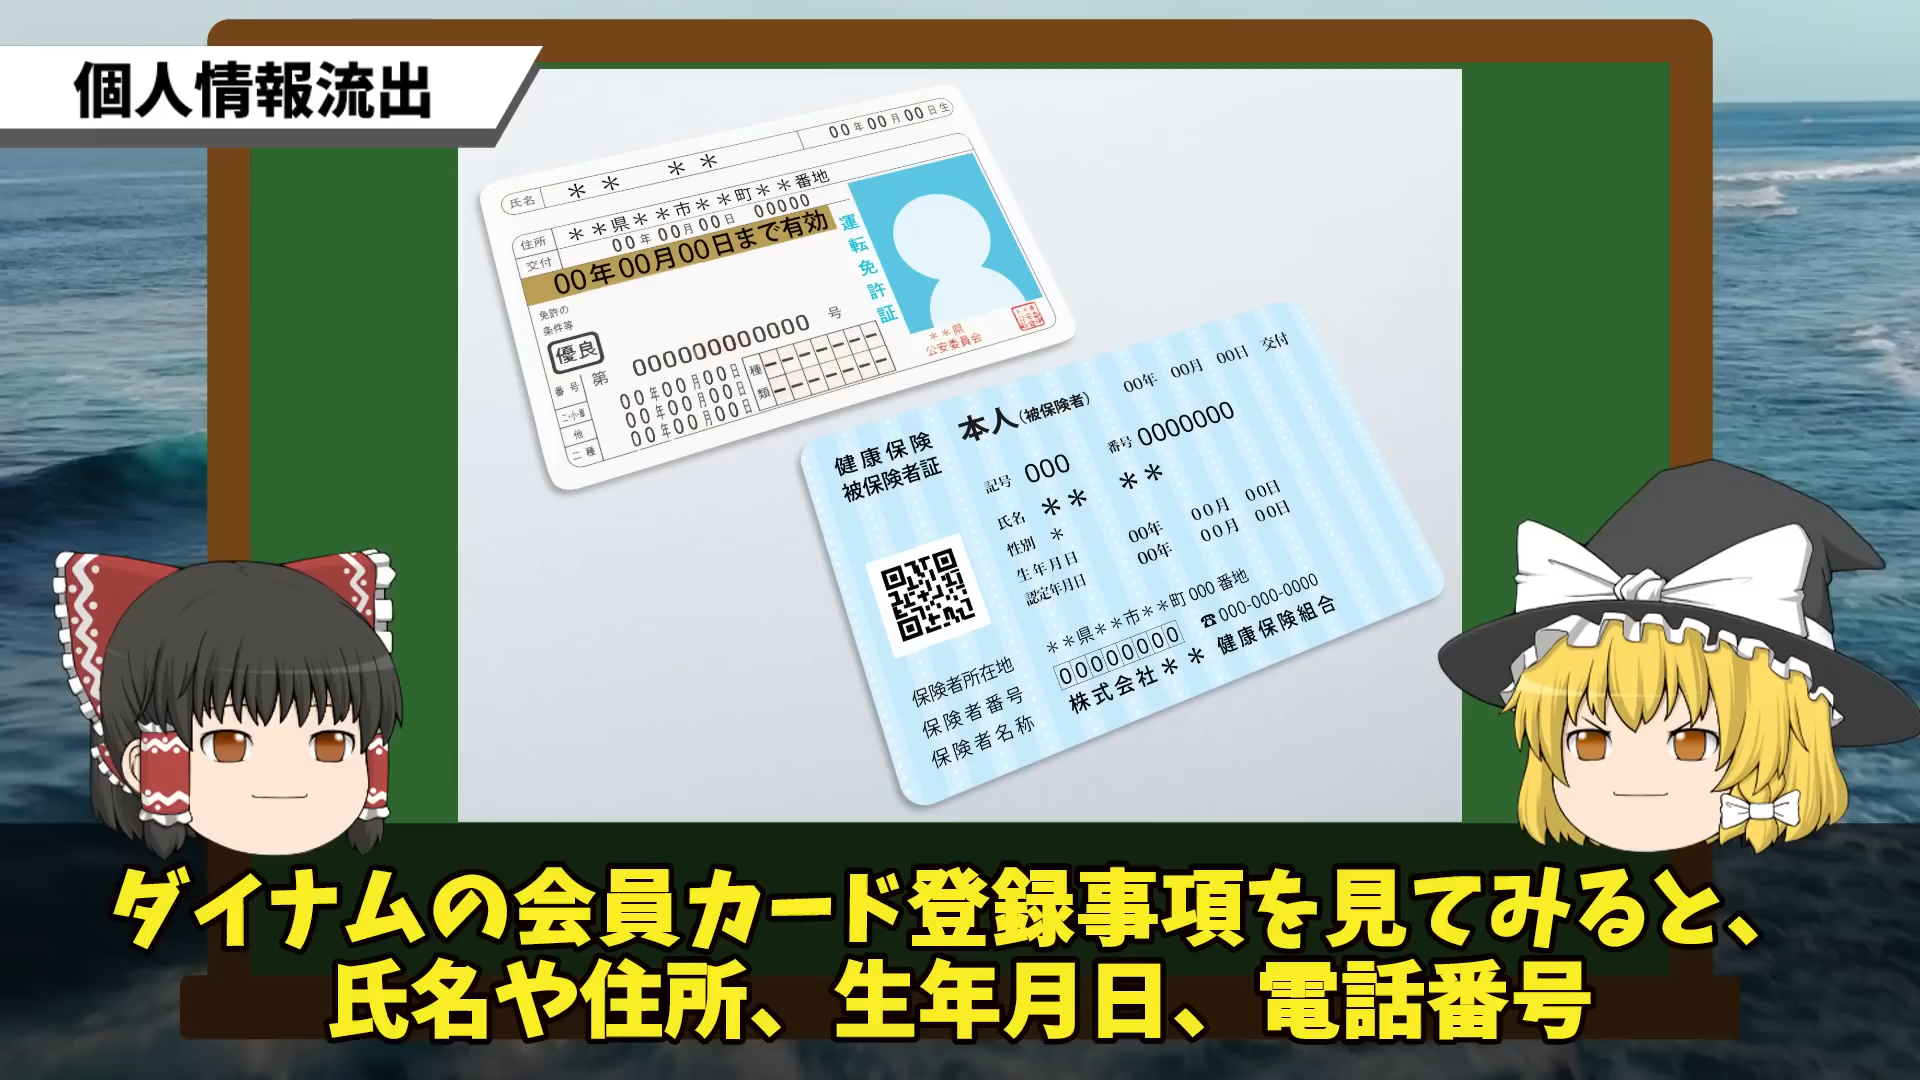 個人情報流出
00年00月00日生
氏名 ＊＊ ＊＊
住所 ＊＊県＊＊市＊＊町＊＊番地
交付 00年00月00日 00000
00年00月00日まで有効
免許の
条件等
優良
運転免許証
番号 第 000000000000 号
二・小・原 00年00月00日
他 00年00月00日
二種 00年00月00日
種類
＊＊県
公安委員会
健康保険
被保険者証
本人（被保険者）
00年 00月 00日 交付
記号 000 番号 0000000
氏名 ＊＊ ＊＊
性別 ＊
生年月日 00年 00月 00日
認定年月日 00年 00月 00日
保険者所在地 ＊＊県＊＊市＊＊町000番地
☎000-000-0000
保険者番号 00000000
保険者名称 株式会社＊＊ 健康保険組合
ダイナムの会員カード登録事項を見てみると、
氏名や住所、生年月日、電話番号